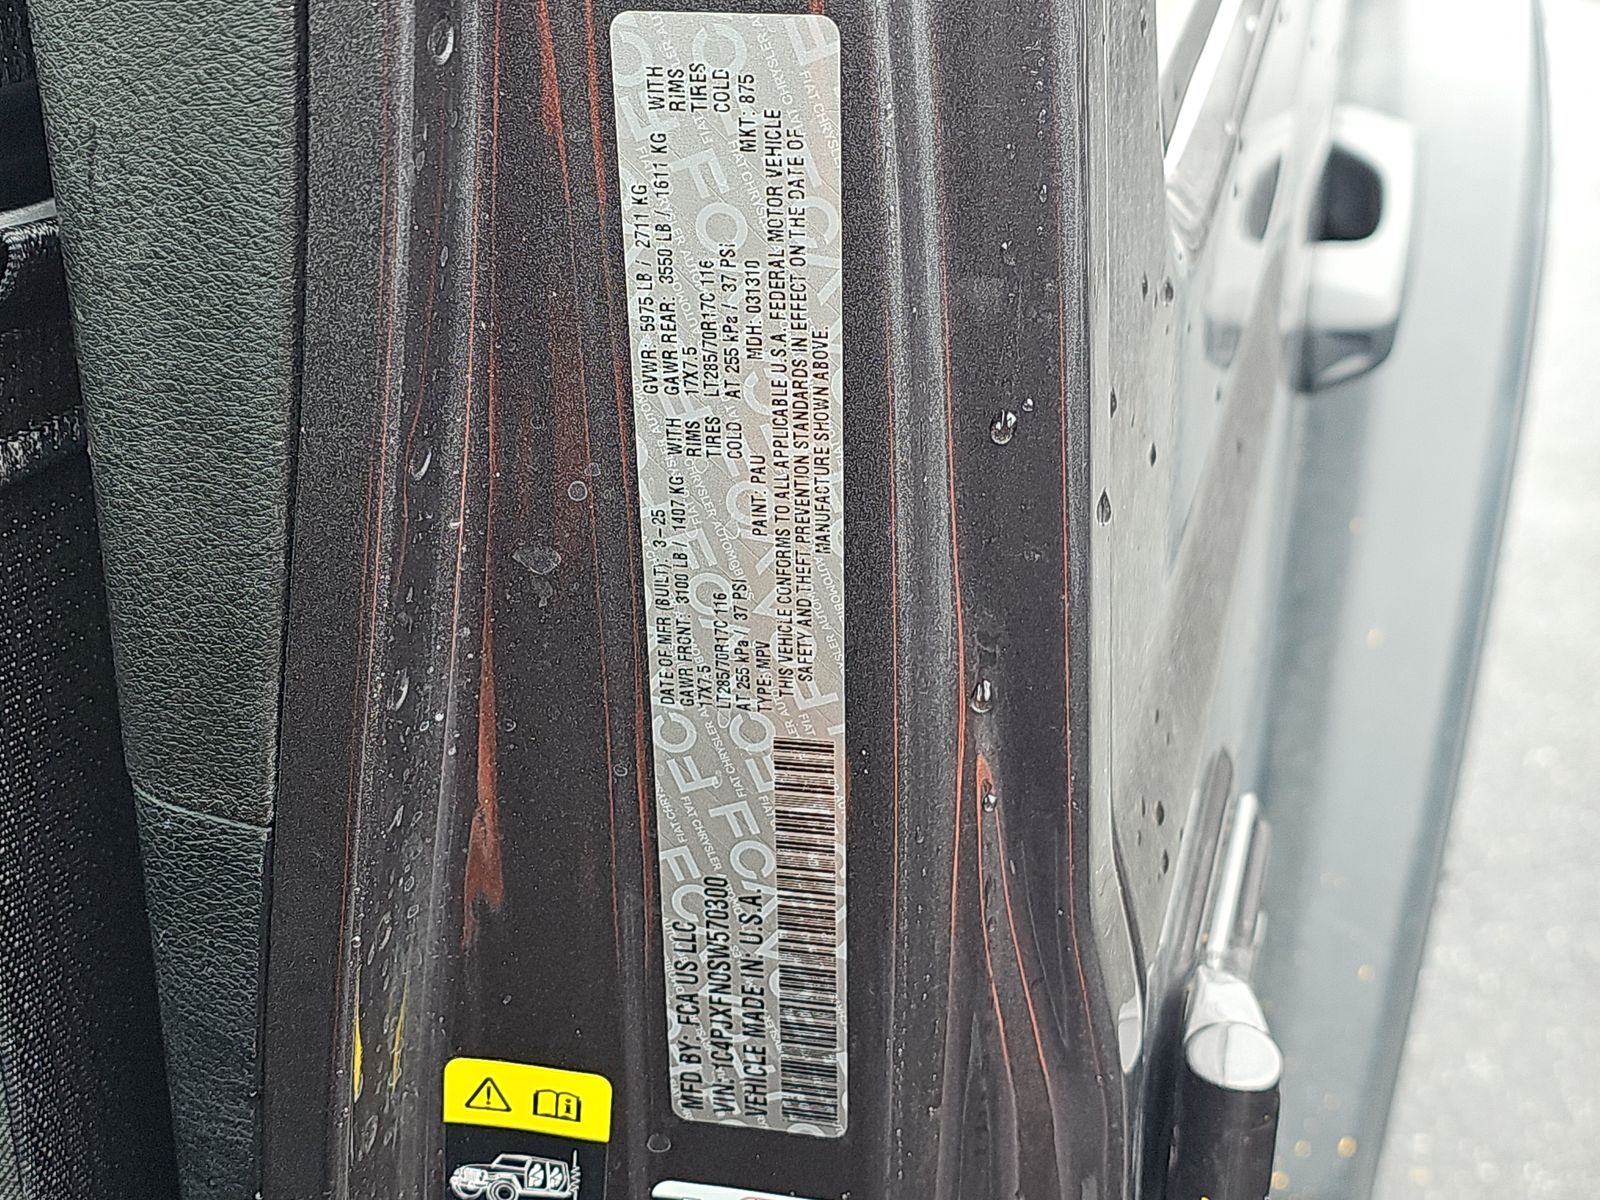 MFD BY: FCA US LLC
VIN: 1C4PJXFN0SW570300
VEHICLE MADE IN: U.S.A.
DATE OF MFR (BUILT): 3-25
GAWR FRONT: 3100 LB / 1407 KG WITH
17X7.5 RIMS
LT285/70R17C 116 TIRES
AT 255 kPa / 37 PSI COLD
GVWR: 5975 LB / 2711 KG
GAWR REAR: 3550 LB / 1611 KG WITH
17X7.5 RIMS
LT285/70R17C 116 TIRES
AT 255 kPa / 37 PSI COLD
TYPE: MPV PAINT: PAU MDH: 031310 MKT: 875
THIS VEHICLE CONFORMS TO ALL APPLICABLE U.S.A. FEDERAL MOTOR VEHICLE
SAFETY AND THEFT PREVENTION STANDARDS IN EFFECT ON THE DATE OF
MANUFACTURE SHOWN ABOVE.